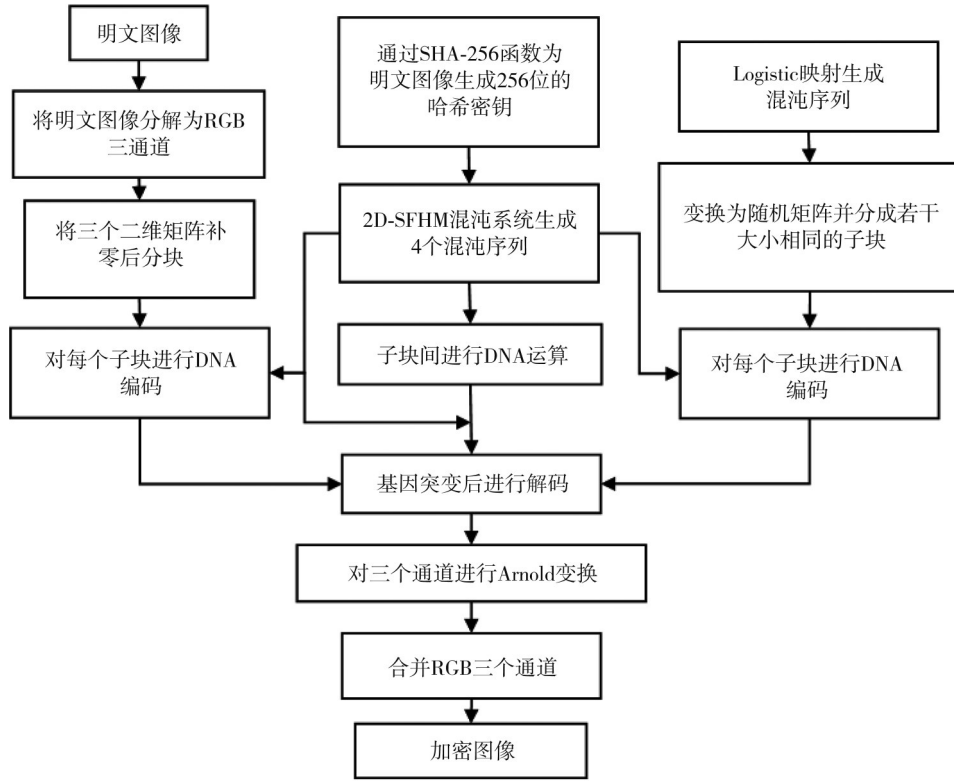 明文图像
将明文图像分解为RGB
三通道
将三个二维矩阵补
零后分块
对每个子块进行DNA
编码
通过SHA-256函数为
明文图像生成256位的
哈希密钥
2D-SFHM混沌系统生成
4个混沌序列
子块间进行DNA运算
Logistic映射生成
混沌序列
变换为随机矩阵并分成若干
大小相同的子块
对每个子块进行DNA
编码
基因突变后进行解码
对三个通道进行Arnold变换
合并RGB三个通道
加密图像